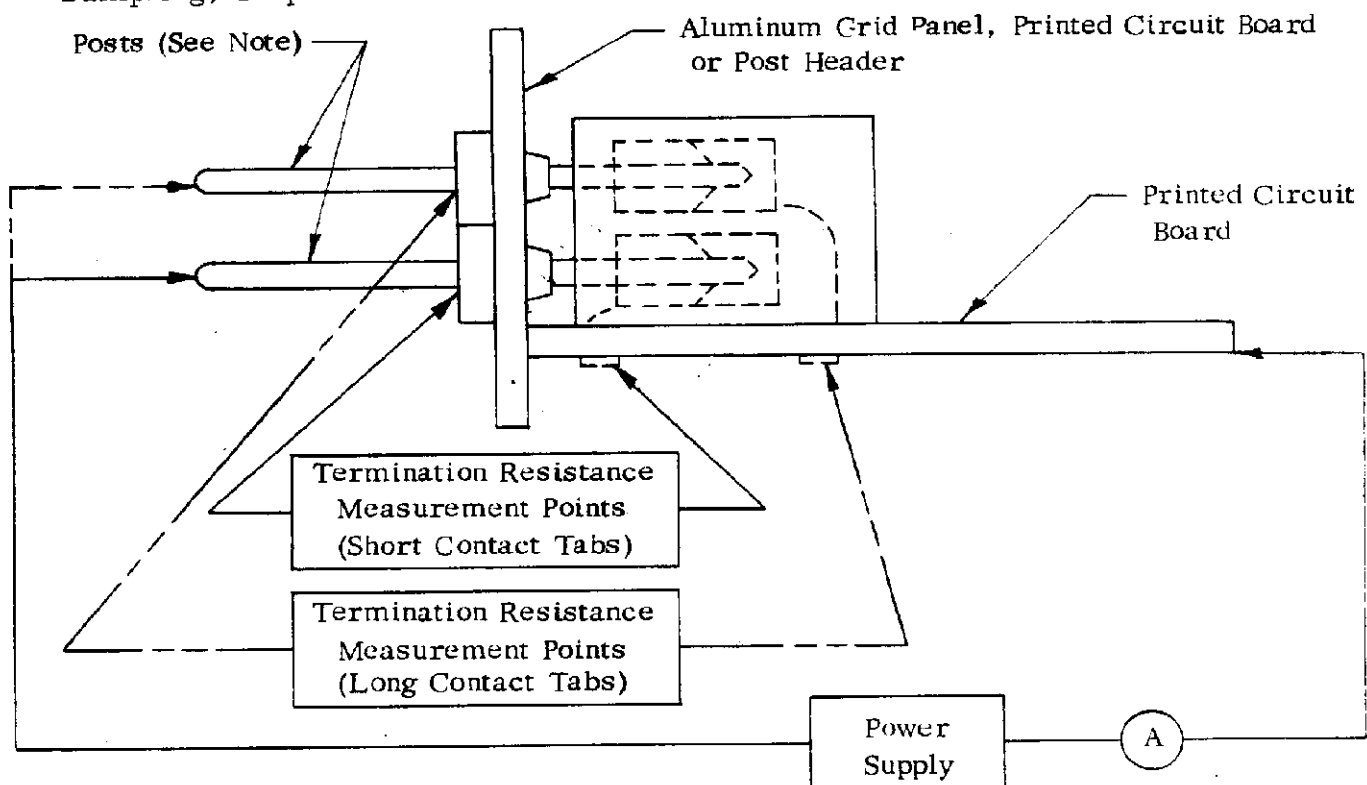 Posts (See Note)
Aluminum Grid Panel, Printed Circuit Board
or Post Header
Printed Circuit
Board
Termination Resistance
Measurement Points
(Short Contact Tabs)
Termination Resistance
Measurement Points
(Long Contact Tabs)
Power
Supply
A